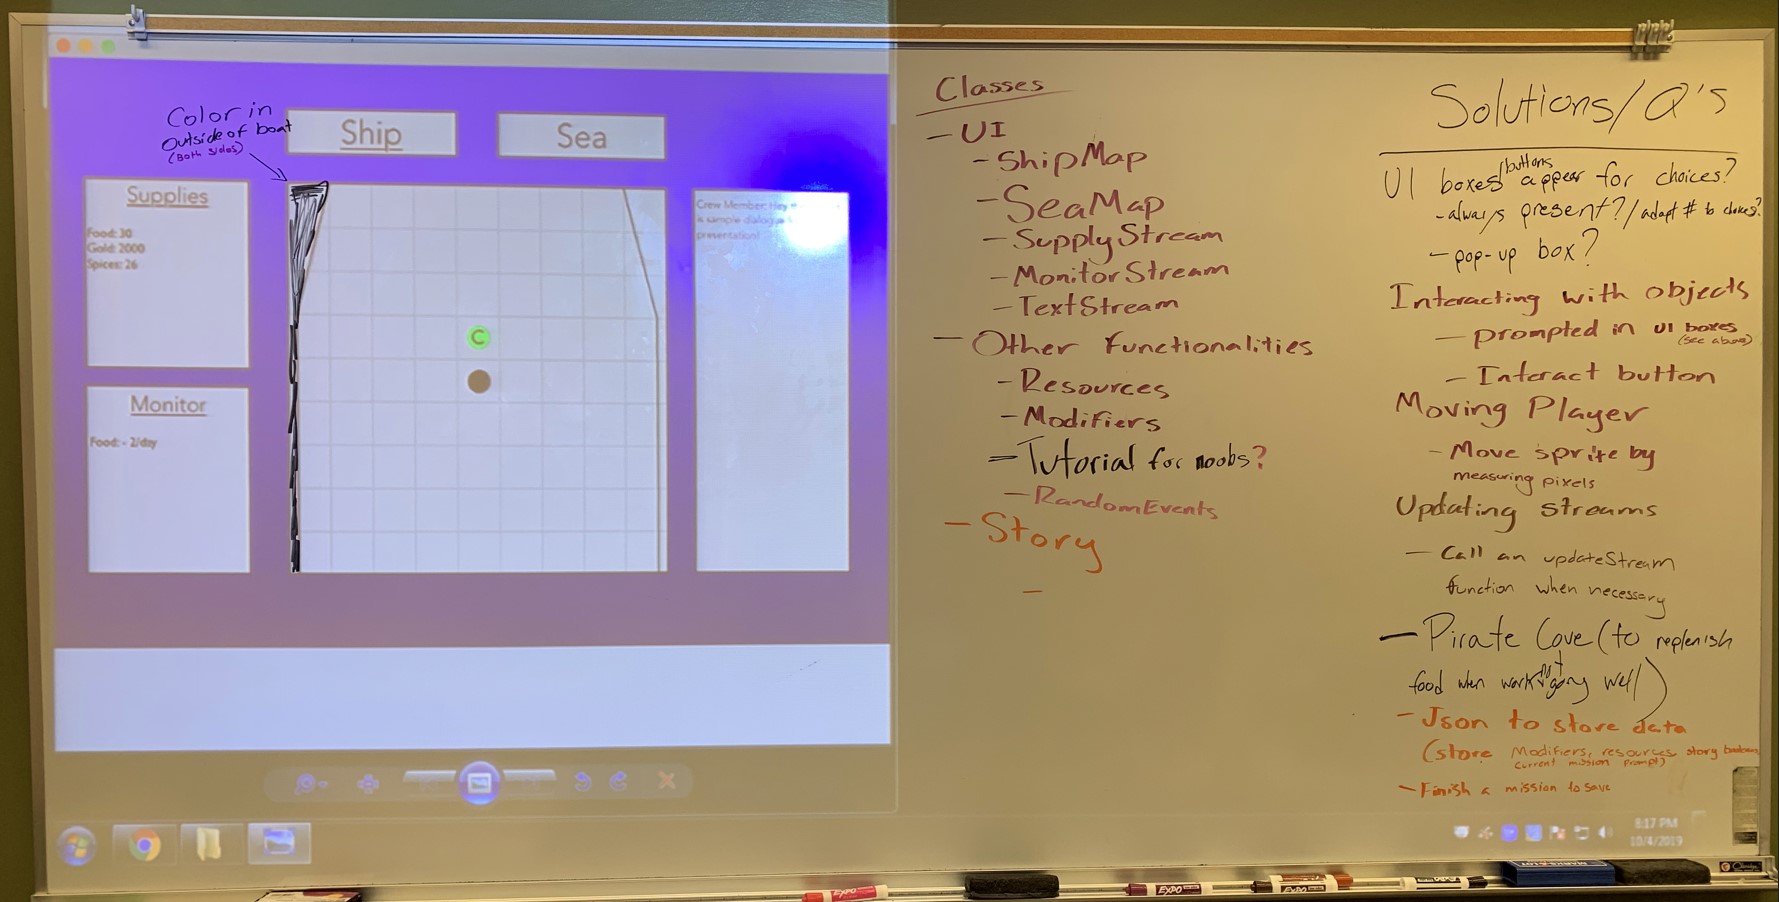 Color in
outside of boat
(Both sides)
Ship
Sea
Supplies
Food: 30
Gold: 2000
Spices: 26
Monitor
Food: - 2/day
C
Crew Member: Hey
is sample dialogue
presentation!
Classes
- UI
- ShipMap
- SeaMap
- SupplyStream
- MonitorStream
- TextStream
- Other Functionalities
- Resources
- Modifiers
- Tutorial for noobs?
- RandomEvents
- Story
-
Solutions/Q's
UI boxes/buttons appear for choices?
- always present?/adapt # to choices?
- pop-up box?
Interacting with objects
- prompted in UI boxes
(see above)
- Interact button
Moving Player
- Move sprite by
measuring pixels
Updating streams
- Call an updateStream
function when necessary
- Pirate Cove (to replenish
food when work not going well)
- Json to store data
(store Modifiers, resources, story booleans,
current mission prompt)
- Finish a mission to save
8:17 PM
10/4/2019
EXPO
EXPO
EXPO
EXPO